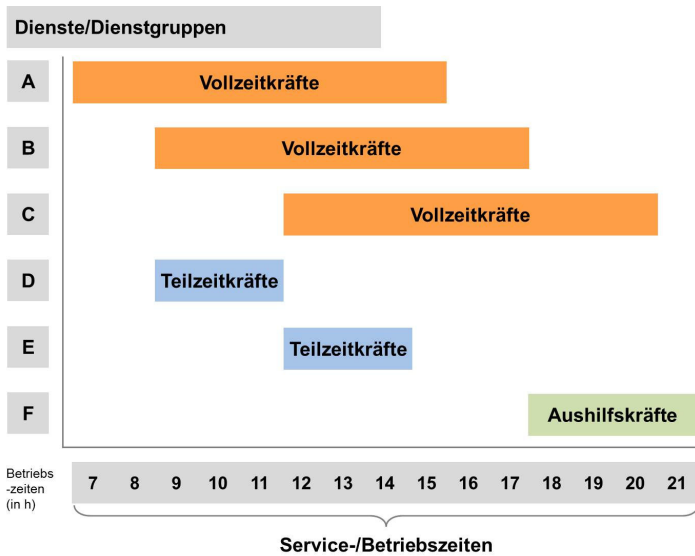 Dienste/Dienstgruppen
A Vollzeitkräfte
B Vollzeitkräfte
C Vollzeitkräfte
D Teilzeitkräfte
E Teilzeitkräfte
F Aushilfskräfte
Betriebs
-zeiten
(in h)
7 8 9 10 11 12 13 14 15 16 17 18 19 20 21
Service-/Betriebszeiten